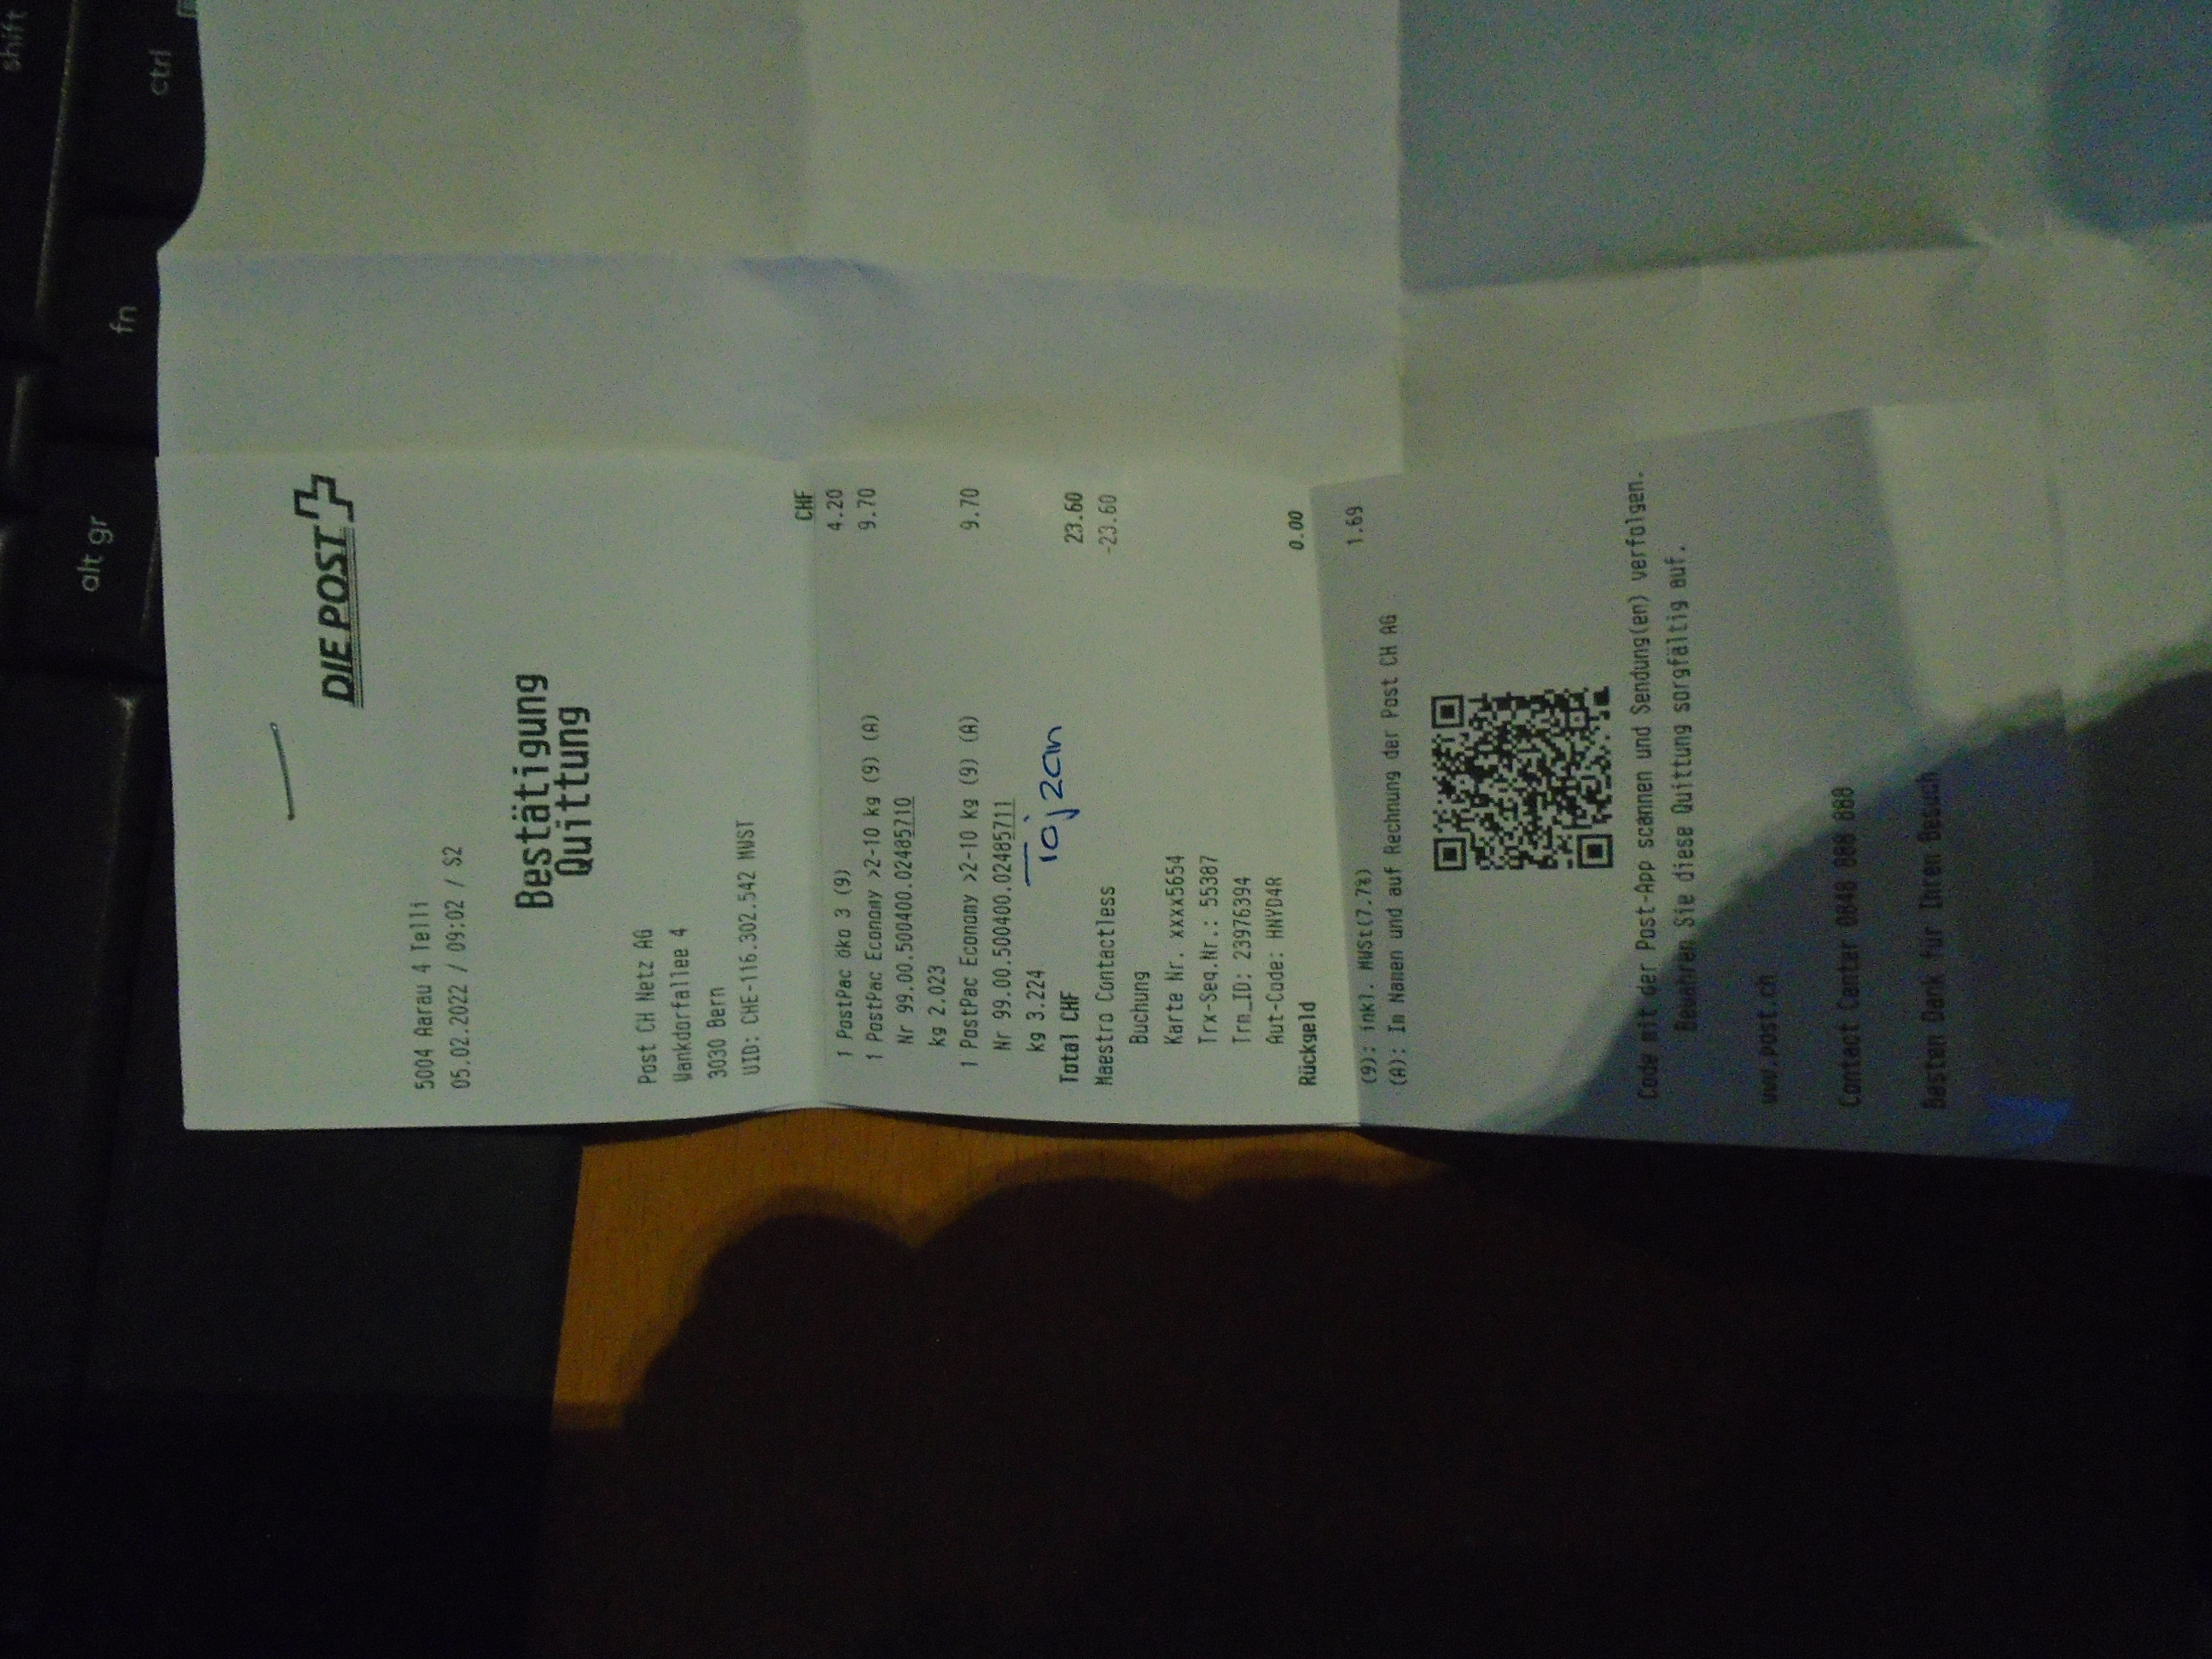 shift
ctrl
fn
alt gr
DIE POST
5004 Aarau 4 Telli
05.02.2022 / 09:02 / S2
Bestätigung
Quittung
Post CH Netz AG
Wankdorfallee 4
3030 Bern
UID: CHE-116.302.542 MWST
CHF
1 PostPac öko 3 (9) 4.20
1 PostPac Economy >2-10 kg (9) (A) 9.70
Nr 99.00.500400.02485710
kg 2.023
1 PostPac Economy >2-10 kg (9) (A) 9.70
Nr 99.00.500400.02485711
kg 3.224
Total CHF 23.60
Maestro Contactless -23.60
Buchung
Karte Nr. xxxx5654
Trx-Seq.Nr.: 55387
Trm_ID: 23976394
Aut-Code: HNYD4R
Rückgeld 0.00
(9): inkl. MWSt(7.7%) 1.69
(A): In Namen und auf Rechnung der Post CH AG
Code mit der Post-App scannen und Sendung(en) verfolgen.
Bewahren Sie diese Quittung sorgfältig auf.
www.post.ch
Contact Center 0848 888 888
Besten Dank für Ihren Besuch